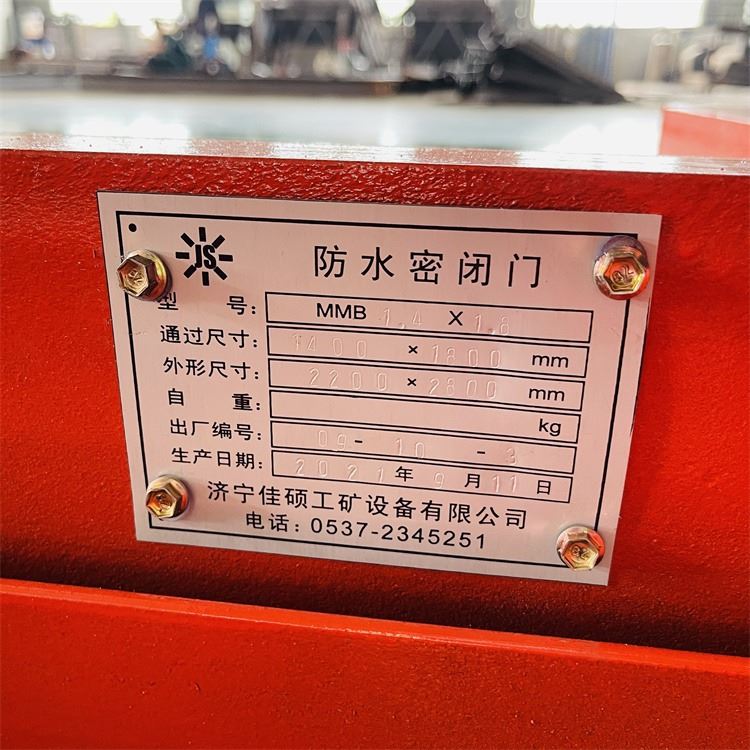 JS
防水密闭门
型 号: MMB 1.4 X 1.8
通过尺寸: 1400 × 1800 mm
外形尺寸: 2200 × 2800 mm
自 重: kg
出厂编号: 09- 10 - 3
生产日期: 2021 年 9 月 11 日
济宁佳硕工矿设备有限公司
电话: 0537-2345251